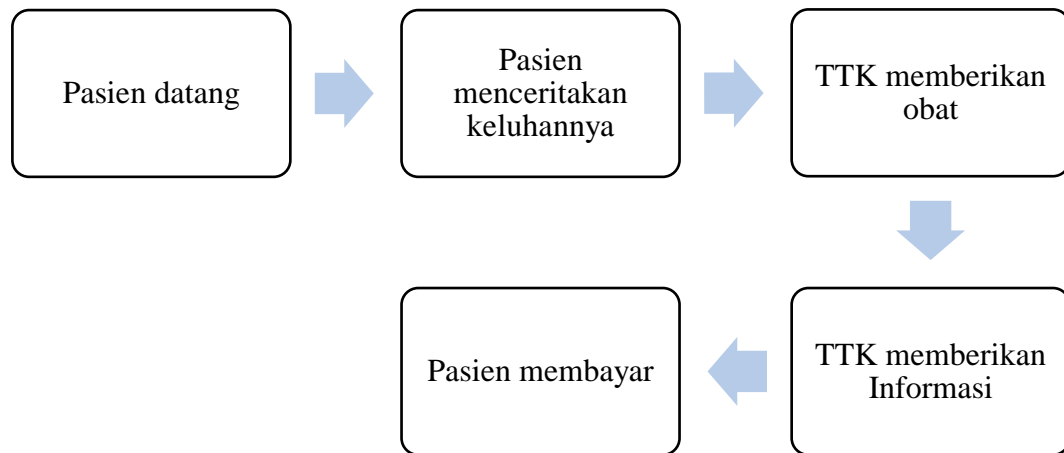 Pasien datang
Pasien
menceritakan
keluhannya
TTK memberikan
obat
TTK memberikan
Informasi
Pasien membayar